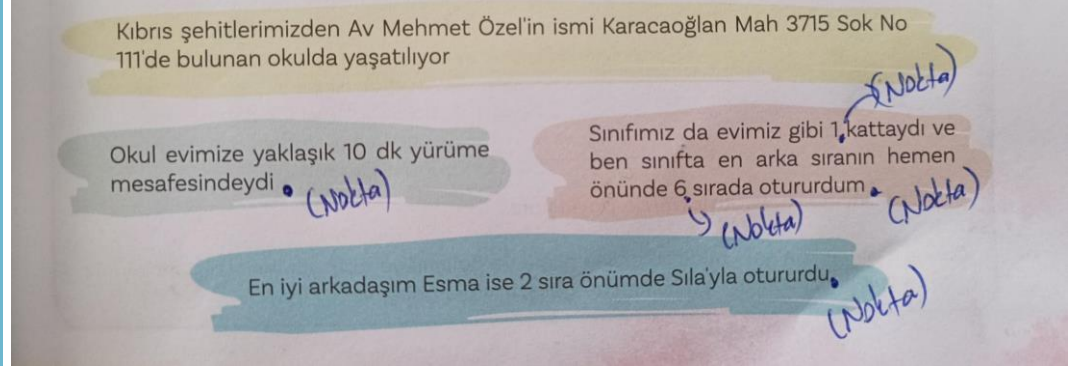 Kıbrıs şehitlerimizden Av Mehmet Özel'in ismi Karacaoğlan Mah 3715 Sok No
111'de bulunan okulda yaşatılıyor
(Nokta)
Okul evimize yaklaşık 10 dk yürüme
mesafesindeydi.
(Nokta)
Sınıfımız da evimiz gibi 1.kattaydı ve
ben sınıfta en arka sıranın hemen
önünde 6.sırada otururdum.
(Nokta)
(Nokta)
En iyi arkadaşım Esma ise 2 sıra önümde Sıla'yla otururdu.
(Nokta)